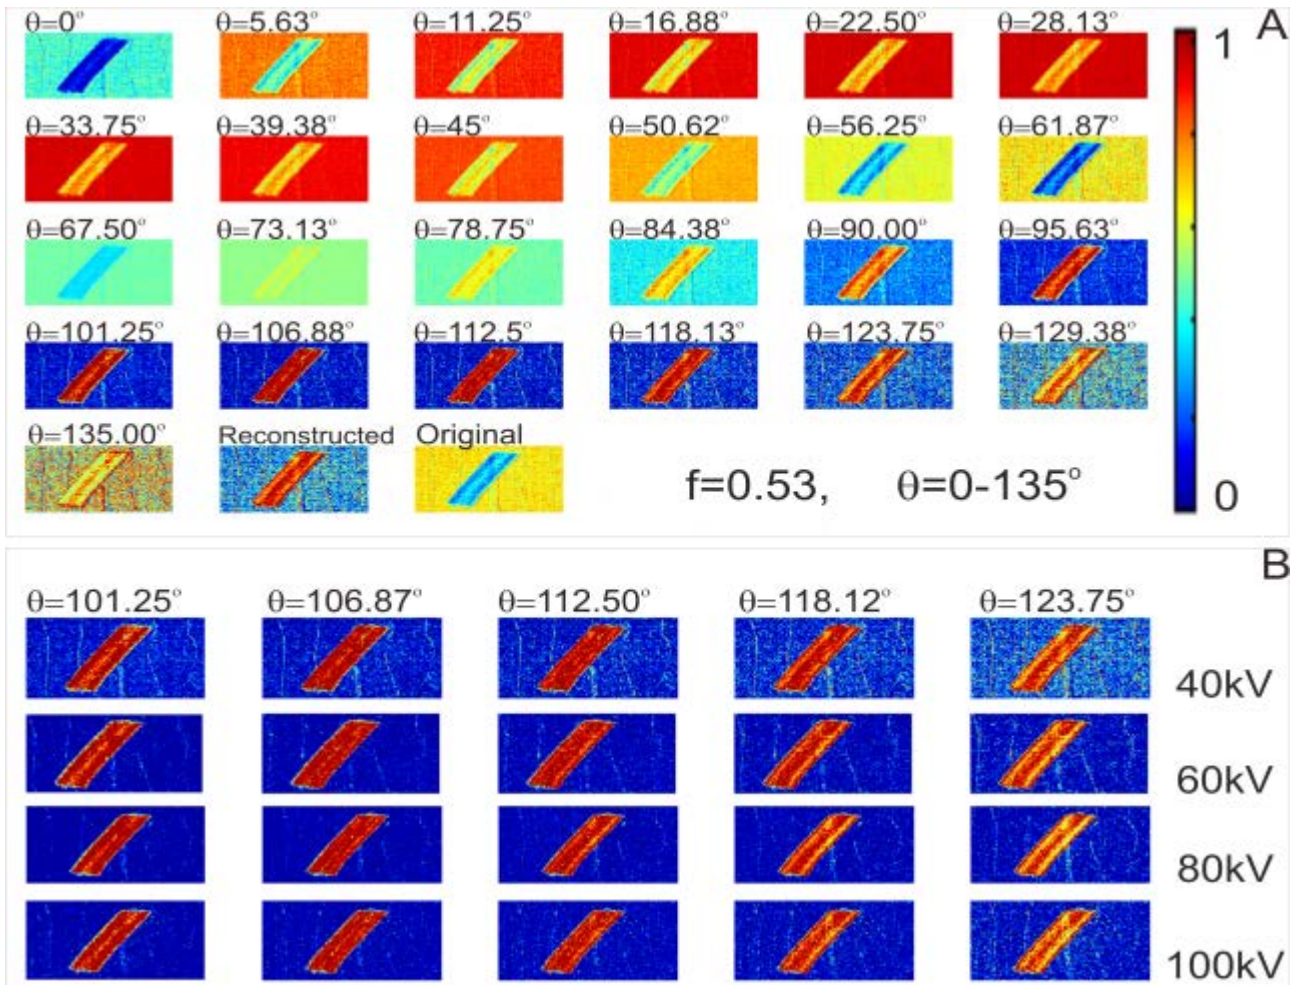 A
θ=0° θ=5.63° θ=11.25° θ=16.88° θ=22.50° θ=28.13°
1
θ=33.75° θ=39.38° θ=45° θ=50.62° θ=56.25° θ=61.87°
θ=67.50° θ=73.13° θ=78.75° θ=84.38° θ=90.00° θ=95.63°
θ=101.25° θ=106.88° θ=112.5° θ=118.13° θ=123.75° θ=129.38°
θ=135.00° Reconstructed Original
f=0.53, θ=0-135°
0
B
θ=101.25° θ=106.87° θ=112.50° θ=118.12° θ=123.75°
40kV
60kV
80kV
100kV